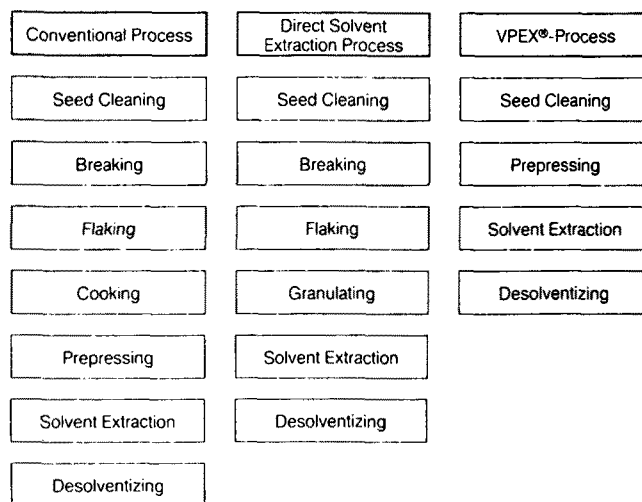 Conventional Process
Direct Solvent
Extraction Process
VPEX®-Process
Seed Cleaning
Seed Cleaning
Seed Cleaning
Breaking
Breaking
Prepressing
Flaking
Flaking
Solvent Extraction
Cooking
Granulating
Desolventizing
Prepressing
Solvent Extraction
Solvent Extraction
Desolventizing
Desolventizing